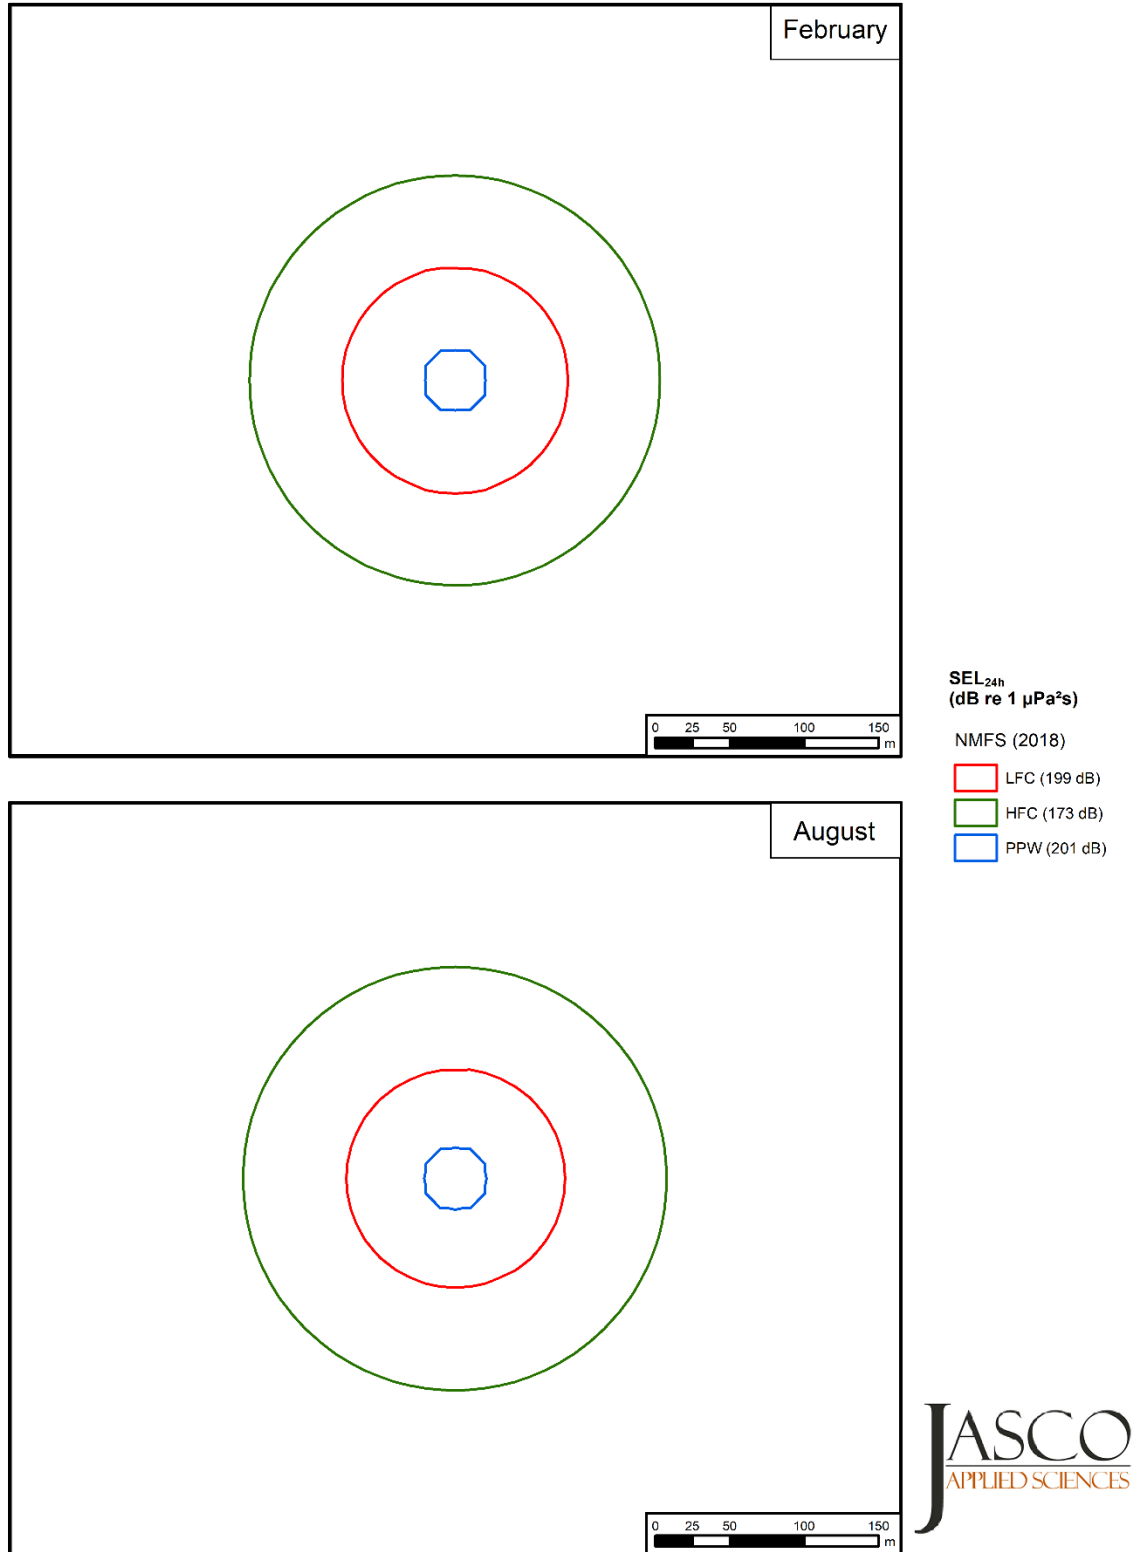 February
0 25 50 100 150
m
SEL24h
(dB re 1 µPa²s)
NMFS (2018)
LFC (199 dB)
HFC (173 dB)
PPW (201 dB)
August
0 25 50 100 150
m
JASCO
APPLIED SCIENCES